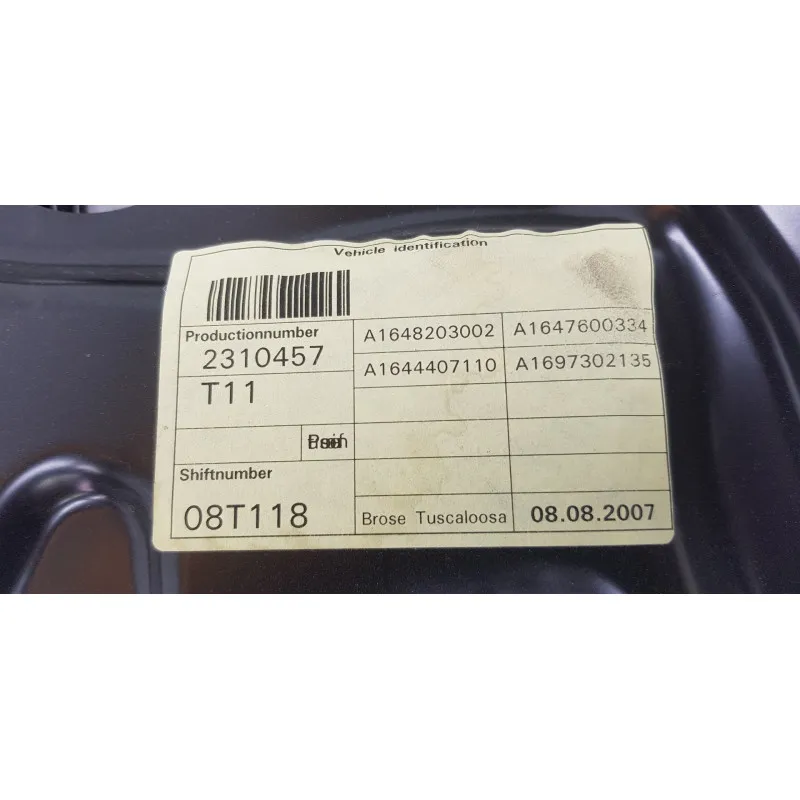 Vehicle identification
Productionnumber
2310457
A1648203002 A1647600334
A1644407110 A1697302135
T11
Shiftnumber
08T118
Brose Tuscaloosa 08.08.2007